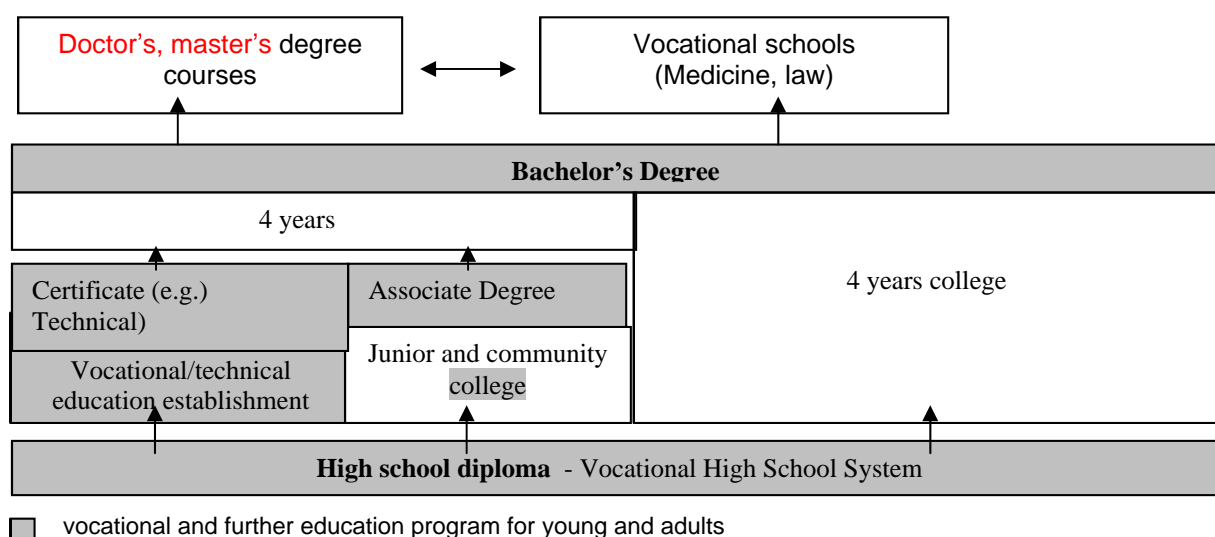 Doctor’s, master’s degree
courses
Vocational schools
(Medicine, law)
Bachelor’s Degree
4 years
4 years college
Certificate (e.g.)
Technical)
Associate Degree
Vocational/technical
education establishment
Junior and community
college
High school diploma - Vocational High School System
vocational and further education program for young and adults